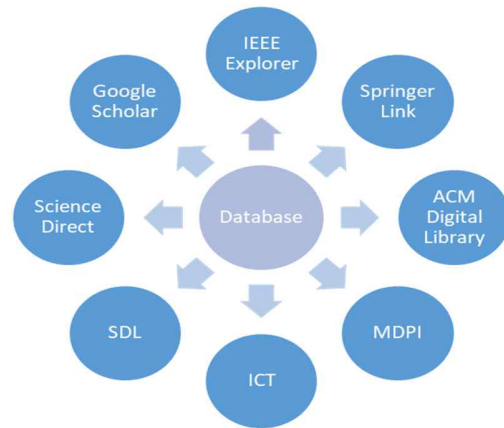 IEEE
Explorer
Springer
Link
ACM
Digital
Library
MDPI
ICT
SDL
Science
Direct
Google
Scholar
Database